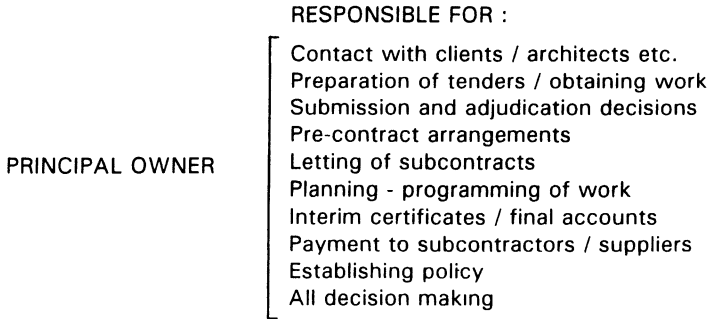 RESPONSIBLE FOR :
Contact with clients / architects etc.
Preparation of tenders / obtaining work
Submission and adjudication decisions
Pre-contract arrangements
Letting of subcontracts
PRINCIPAL OWNER
Planning - programming of work
Interim certificates / final accounts
Payment to subcontractors / suppliers
Establishing policy
All decision making